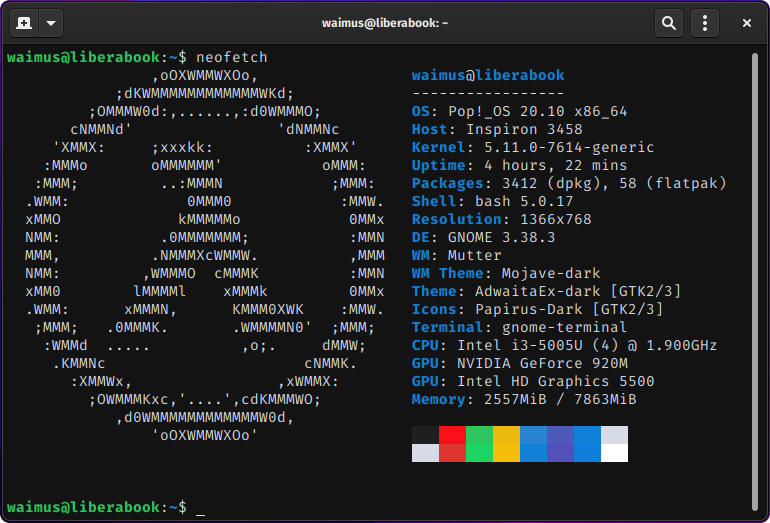 waimus@liberabook: ~
waimus@liberabook:~$ neofetch
,oOXWMMWXOo,
;dKWMMMMMMMMMMMMWKd;
;OMMMW0d:,......,:d0WMMMO;
cNMMNd'                'dNMMNc
'XMMX:     ;xxxkk:          :XMMX'
:MMMo       oMMMMMM'           oMMM:
:MMM;         ..:MMMN            ;MMM:
.WMM:            0MMM0            :MMW.
xMMO            kMMMMMo            0MMx
NMM:           .0MMMMMMM;          :MMN
MMM,          .NMMMXcWMMW.         ,MMM
NMM:         ,WMMMO  cMMMK         :MMN
xMM0        lMMMMl    xMMMk        0MMx
.WMM:      xMMMN,      KMMM0XWK   :MMW.
;MMM;   .0MMMK.       .WMMMMN0'  ;MMM;
:WMMd  .....          ,o;.     dMMW;
.KMMNc                     cNMMK.
:XMMWx,                ,xWMMX:
;OWMMMKxc,'....',cdKMMMWO;
,d0WMMMMMMMMMMMMMW0d,
'oOXWMMWXOo'
waimus@liberabook
-----------------
OS: Pop!_OS 20.10 x86_64
Host: Inspiron 3458
Kernel: 5.11.0-7614-generic
Uptime: 4 hours, 22 mins
Packages: 3412 (dpkg), 58 (flatpak)
Shell: bash 5.0.17
Resolution: 1366x768
DE: GNOME 3.38.3
WM: Mutter
WM Theme: Mojave-dark
Theme: AdwaitaEx-dark [GTK2/3]
Icons: Papirus-Dark [GTK2/3]
Terminal: gnome-terminal
CPU: Intel i3-5005U (4) @ 1.900GHz
GPU: NVIDIA GeForce 920M
GPU: Intel HD Graphics 5500
Memory: 2557MiB / 7863MiB
waimus@liberabook:~$ _